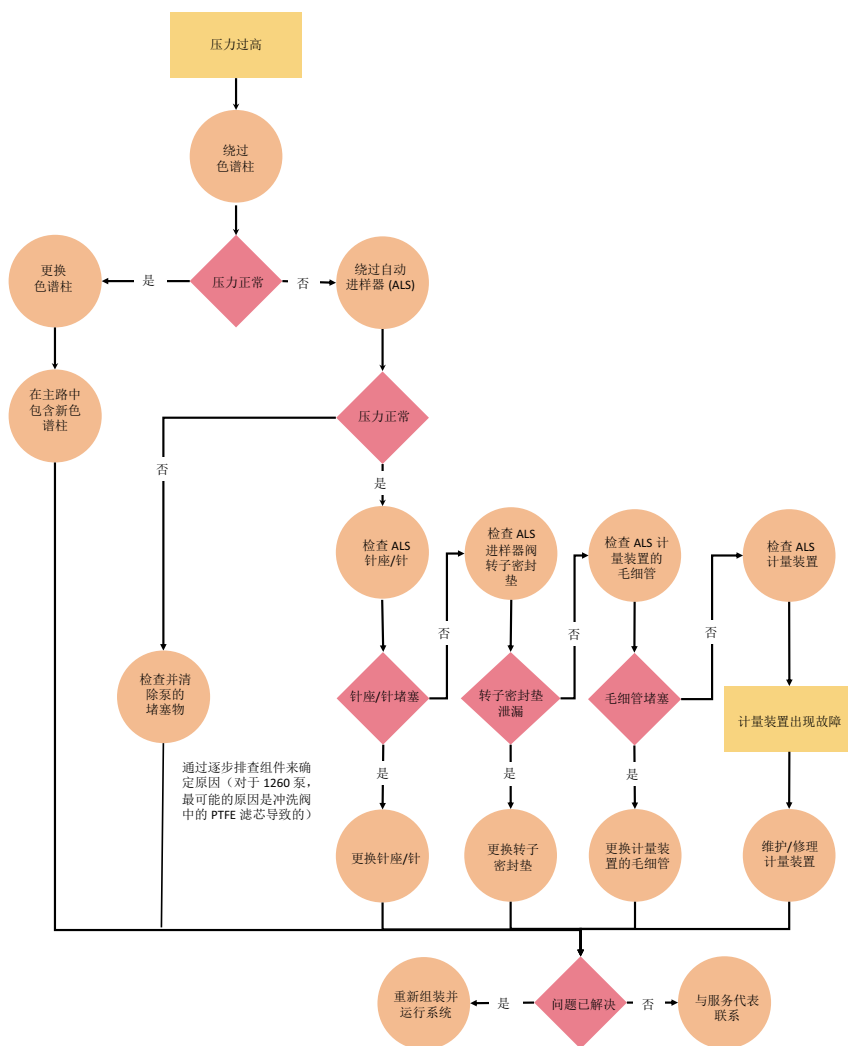 压力过高
绕过
色谱柱
更换
色谱柱
是
压力正常
否
绕过自动
进样器 (ALS)
在主路中
包含新色
谱柱
压力正常
否
是
检查 ALS
针座/针
检查 ALS
进样器阀
转子密封
垫
检查 ALS 计
量装置的
毛细管
检查 ALS
计量装置
否
否
否
检查并清
除泵的
堵塞物
针座/针堵塞
转子密封垫
泄漏
毛细管堵塞
计量装置出现故障
通过逐步排查组件来确
定原因（对于 1260 泵，
最可能的原因是冲洗阀
中的 PTFE 滤芯导致的）
是
是
是
更换针座/针
更换转子
密封垫
更换计量装
置的毛细管
维护/修理
计量装置
重新组装并
运行系统
是
问题已解决
否
与服务代表
联系